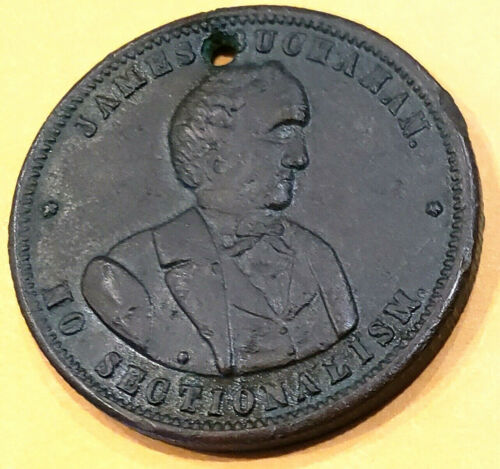 JAMES BUCHANAN.
NO SECTIONALISM.